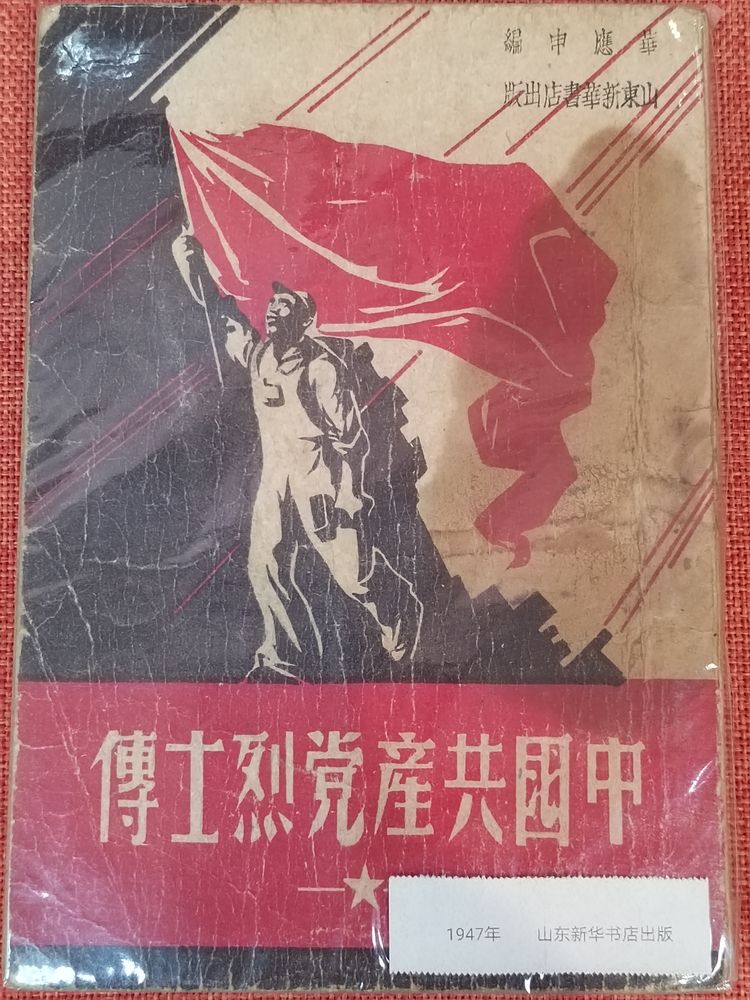 華應申編
山東新華書店出版
中國共産党烈士傳
1947年 山东新华书店出版